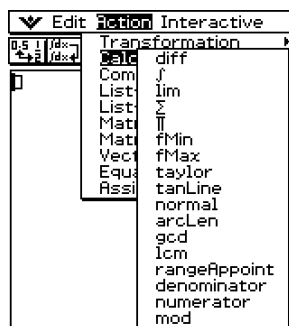 Edit Action Interactive
Transformation
Calc diff
Com ∫
List- lim
List- Σ
Matr Π
Matr fMin
Vect fMax
Equa taylor
Assi tanLine
normal
arcLen
gcd
lcm
rangeAppoint
denominator
numerator
mod